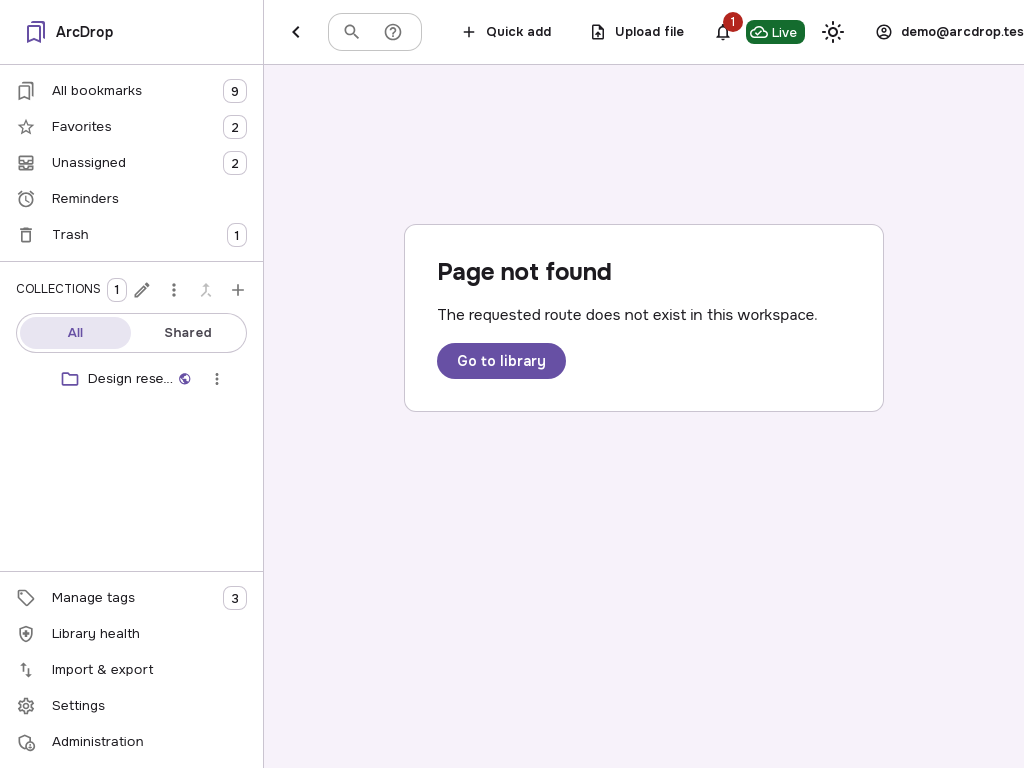 ArcDrop
Quick add
Upload file
1
Live
demo@arcdrop.tes
All bookmarks 9
Favorites 2
Unassigned 2
Reminders
Trash 1
COLLECTIONS 1
All Shared
Design rese...
Page not found
The requested route does not exist in this workspace.
Go to library
Manage tags 3
Library health
Import & export
Settings
Administration